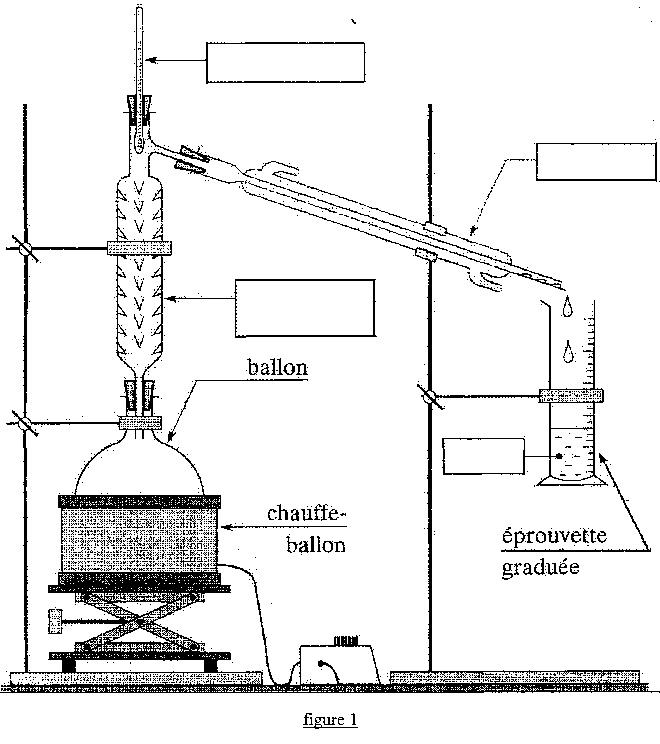 ballon
chauffe-
ballon
éprouvette
graduée
figure 1